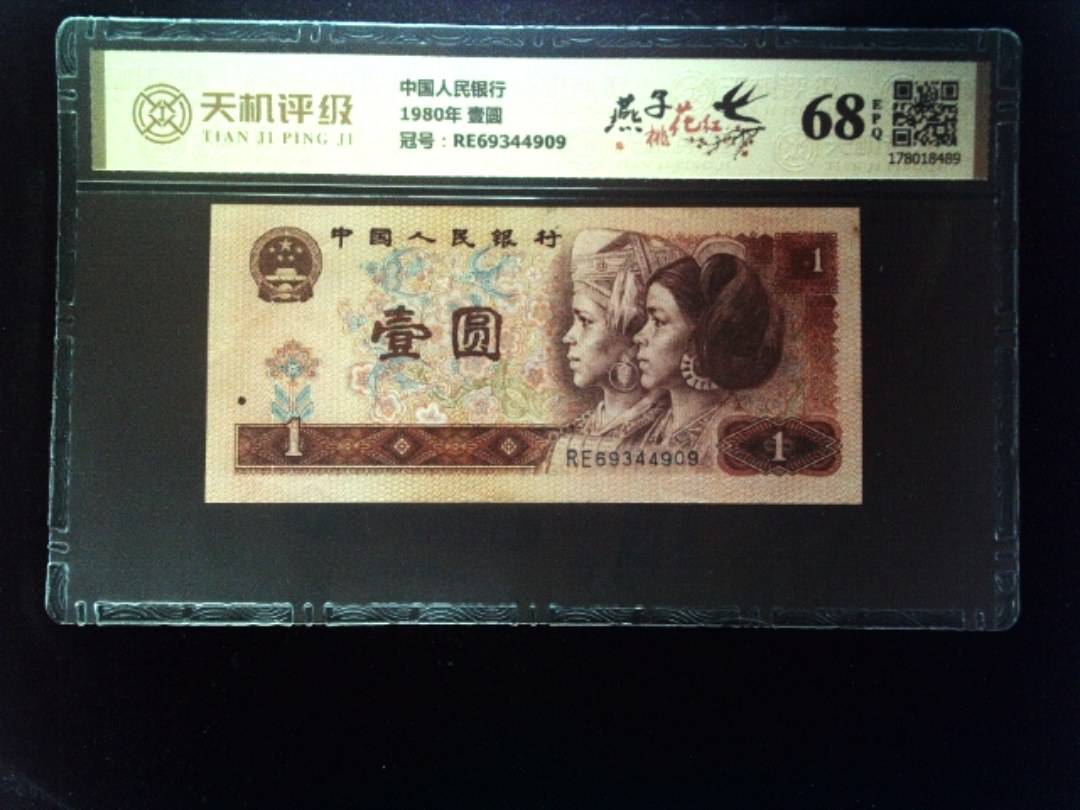 天机评级
TIAN JI PING JI
中国人民银行
1980年 壹圆
冠号：RE69344909
燕子
桃花红
68
EPQ
178018489
中国人民银行
1
壹圆
1
RE69344909
1